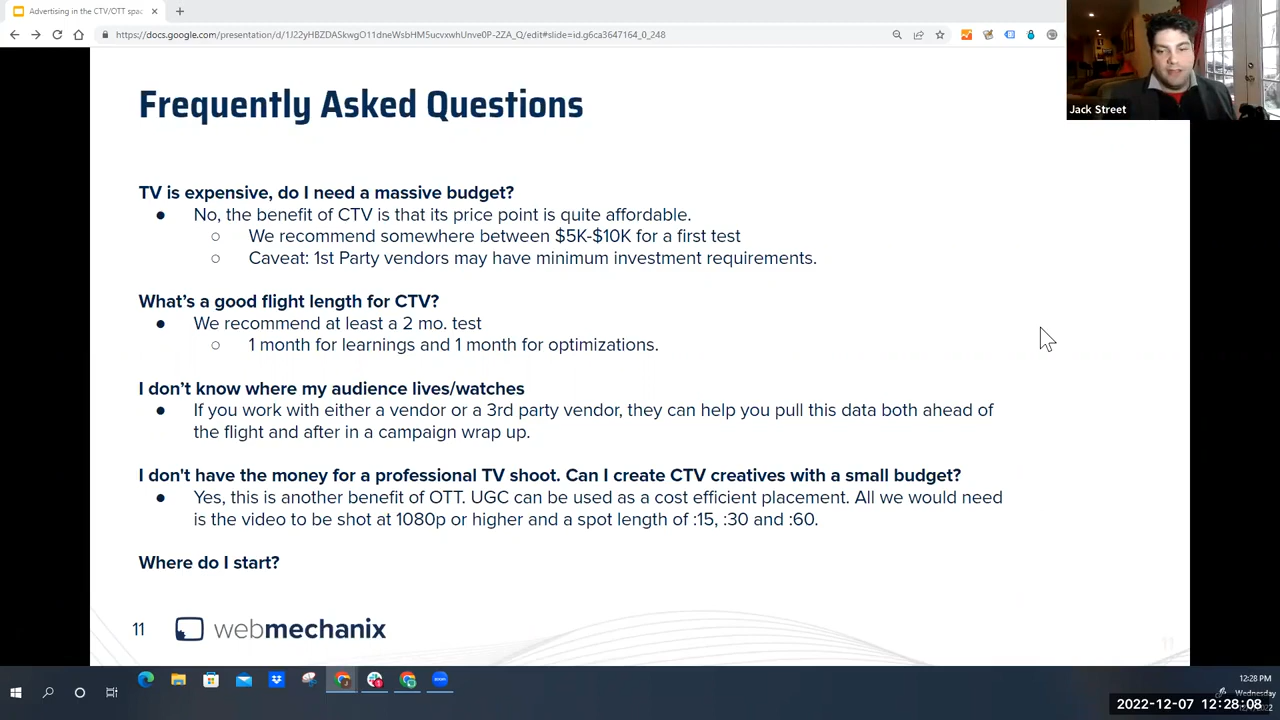 Advertising in the CTV/OTT spac
https://docs.google.com/presentation/d/1J22yHBZDASkwgO11dneWsbHM5ucvxwhUnve0P-2ZA_Q/edit#slide=id.g6ca3647164_0_248
Jack Street
Frequently Asked Questions
TV is expensive, do I need a massive budget?
● No, the benefit of CTV is that its price point is quite affordable.
○ We recommend somewhere between $5K-$10K for a first test
○ Caveat: 1st Party vendors may have minimum investment requirements.
What's a good flight length for CTV?
● We recommend at least a 2 mo. test
○ 1 month for learnings and 1 month for optimizations.
I don't know where my audience lives/watches
● If you work with either a vendor or a 3rd party vendor, they can help you pull this data both ahead of
the flight and after in a campaign wrap up.
I don't have the money for a professional TV shoot. Can I create CTV creatives with a small budget?
● Yes, this is another benefit of OTT. UGC can be used as a cost efficient placement. All we would need
is the video to be shot at 1080p or higher and a spot length of :15, :30 and :60.
Where do I start?
11 webmechanix
11
zoom
12:28 PM
Wednesday
2022-12-07 12:28:08